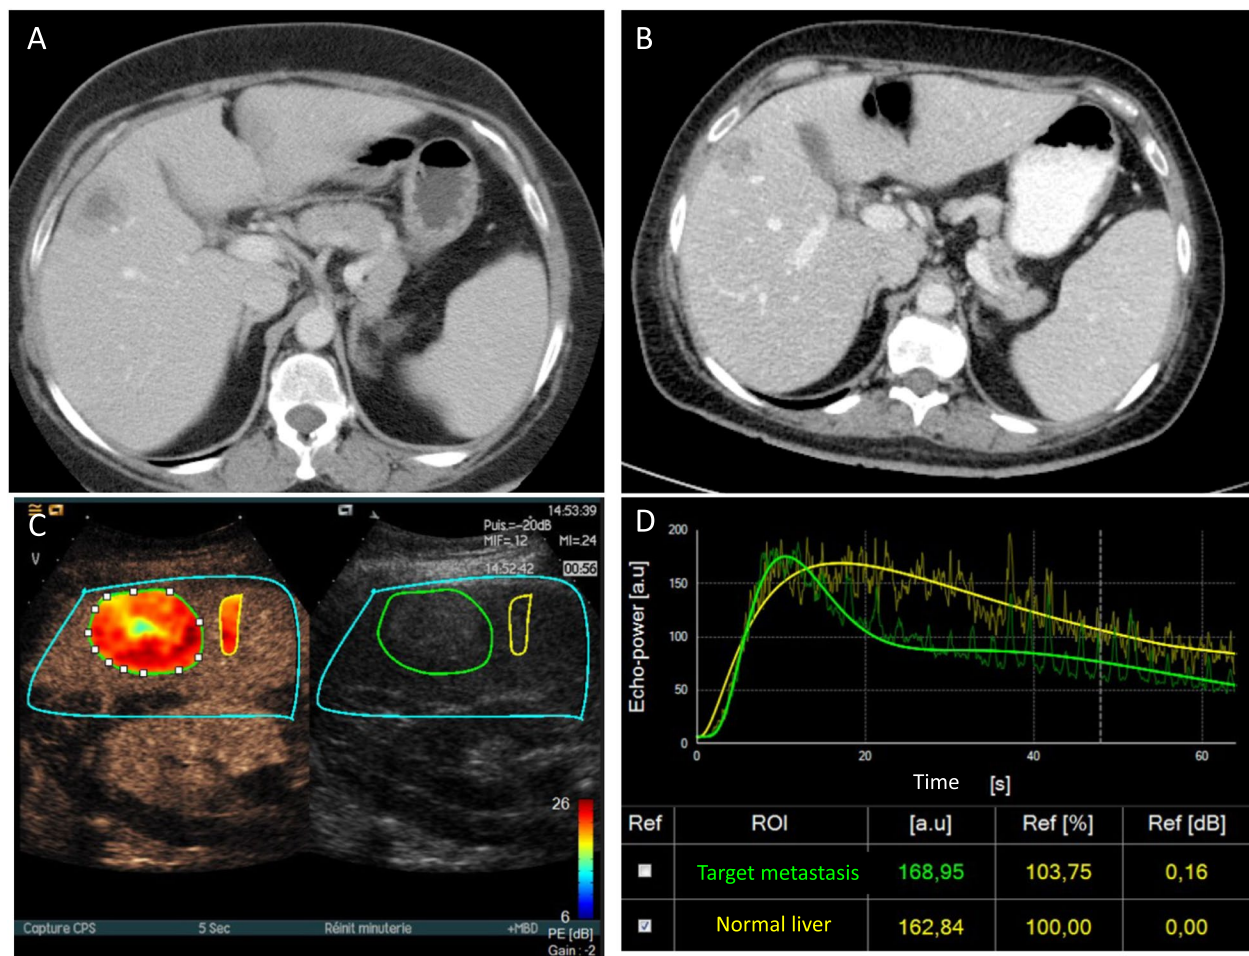 A
B
C
V
14:53:39
Puis.=-20dB
MIF=.12 MI=.24
14:52:42 00:56
26
6
PE [dB]
Gain : -2
Capture CPS 5 Sec Réinit minuterie +MBD
D
200
150
100
50
0
Echo-power [a.u]
0 20 40 60
Time [s]
Ref ROI [a.u] Ref [%] Ref [dB]
Target metastasis 168,95 103,75 0,16
Normal liver 162,84 100,00 0,00